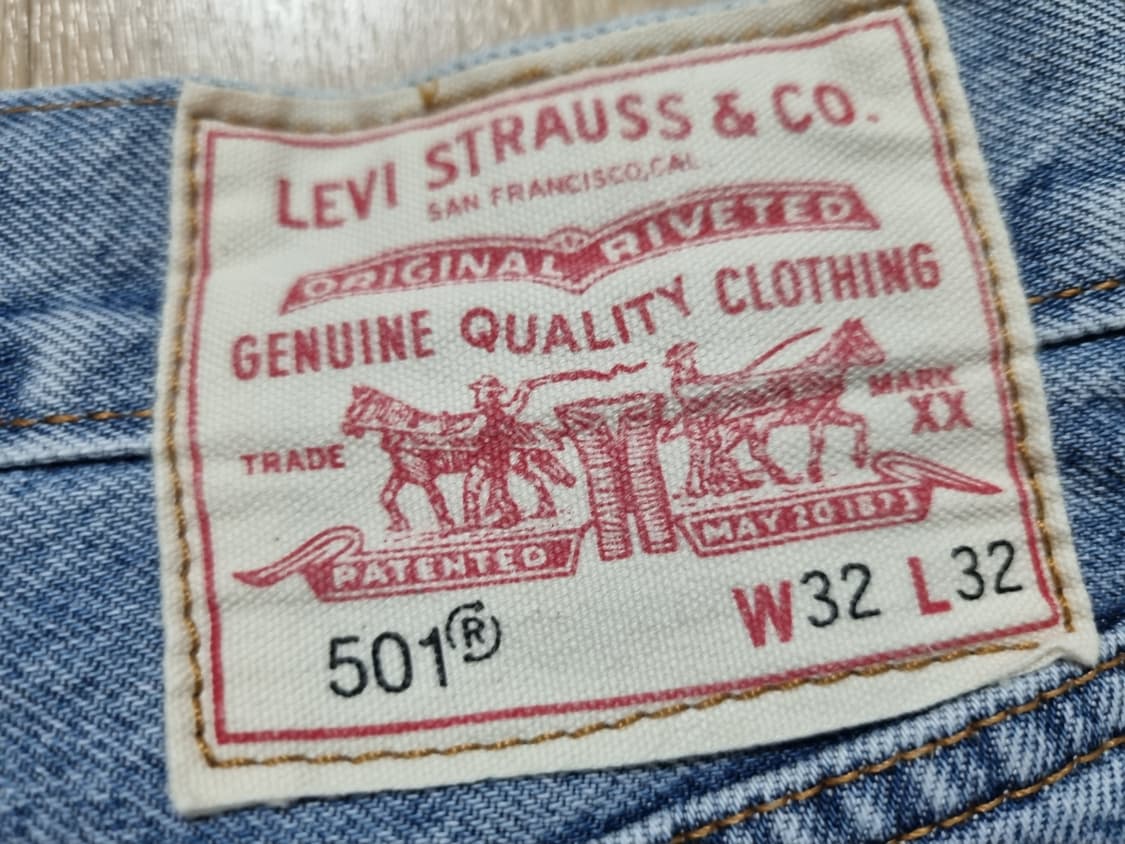 LEVI STRAUSS & CO.
SAN FRANCISCO, CAL.
ORIGINAL RIVETED
GENUINE QUALITY CLOTHING
TRADE MARK
XX
PATENTED MAY 20 1873
501® W32 L32